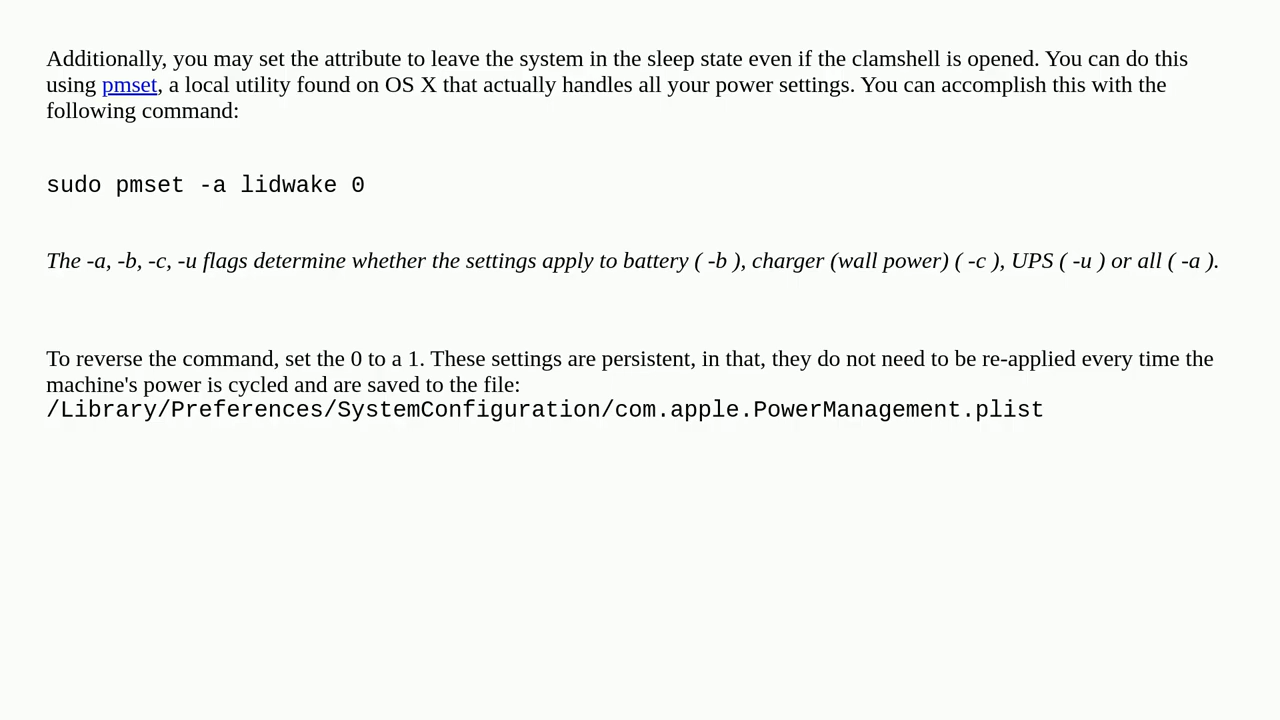 Additionally, you may set the attribute to leave the system in the sleep state even if the clamshell is opened. You can do this
using pmset, a local utility found on OS X that actually handles all your power settings. You can accomplish this with the
following command:
sudo pmset -a lidwake 0
The -a, -b, -c, -u flags determine whether the settings apply to battery ( -b ), charger (wall power) ( -c ), UPS ( -u ) or all ( -a ).
To reverse the command, set the 0 to a 1. These settings are persistent, in that, they do not need to be re-applied every time the
machine's power is cycled and are saved to the file:
/Library/Preferences/SystemConfiguration/com.apple.PowerManagement.plist